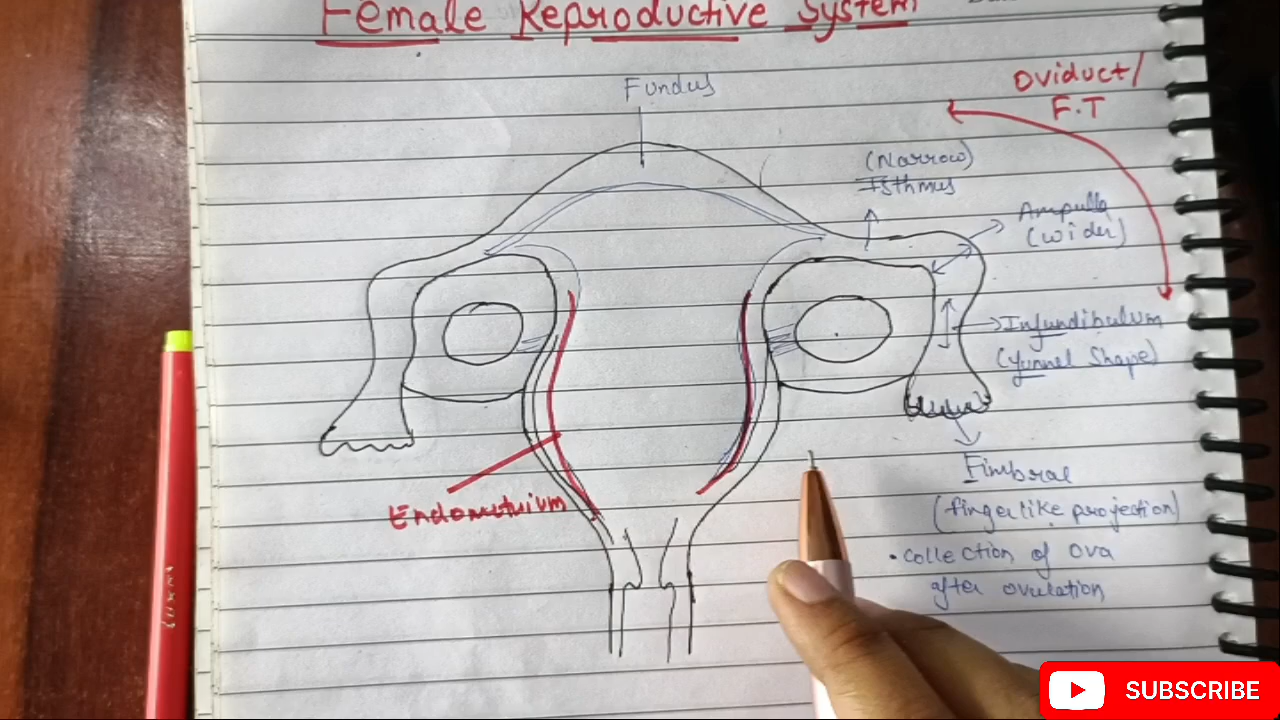 Female Reproductive System
Oviduct/
F.T
Fundus
(Narrow)
Isthmus
Ampulla
(Wider)
Infundibulum
(funnel Shape)
Fimbrae
(fingerlike projection)
• collection of ova
after ovulation
Endometrium
SUBSCRIBE